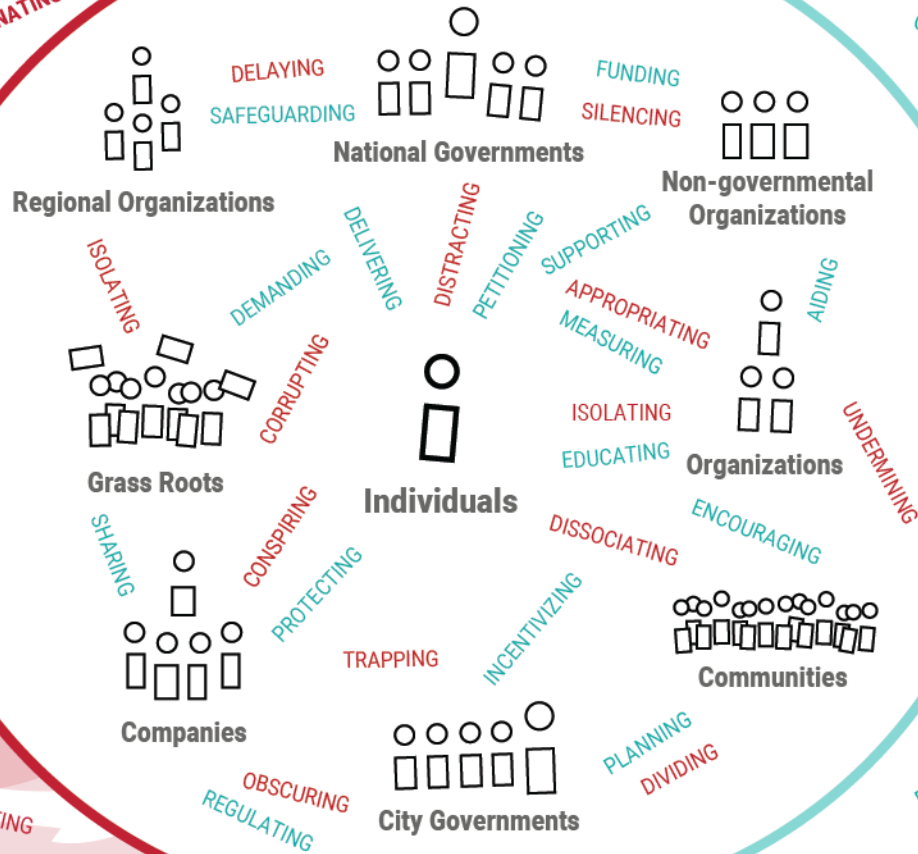 DELAYING
SAFEGUARDING
FUNDING
SILENCING
National Governments
Regional Organizations
Non-governmental
Organizations
ISOLATING
DEMANDING
DELIVERING
DISTRACTING
PETITIONING
SUPPORTING
APPROPRIATING
MEASURING
AIDING
CORRUPTING
ISOLATING
EDUCATING
Organizations
UNDERMINING
Grass Roots
Individuals
SHARING
CONSPIRING
PROTECTING
DISSOCIATING
ENCOURAGING
INCENTIVIZING
TRAPPING
Communities
Companies
PLANNING
DIVIDING
OBSCURING
REGULATING
City Governments